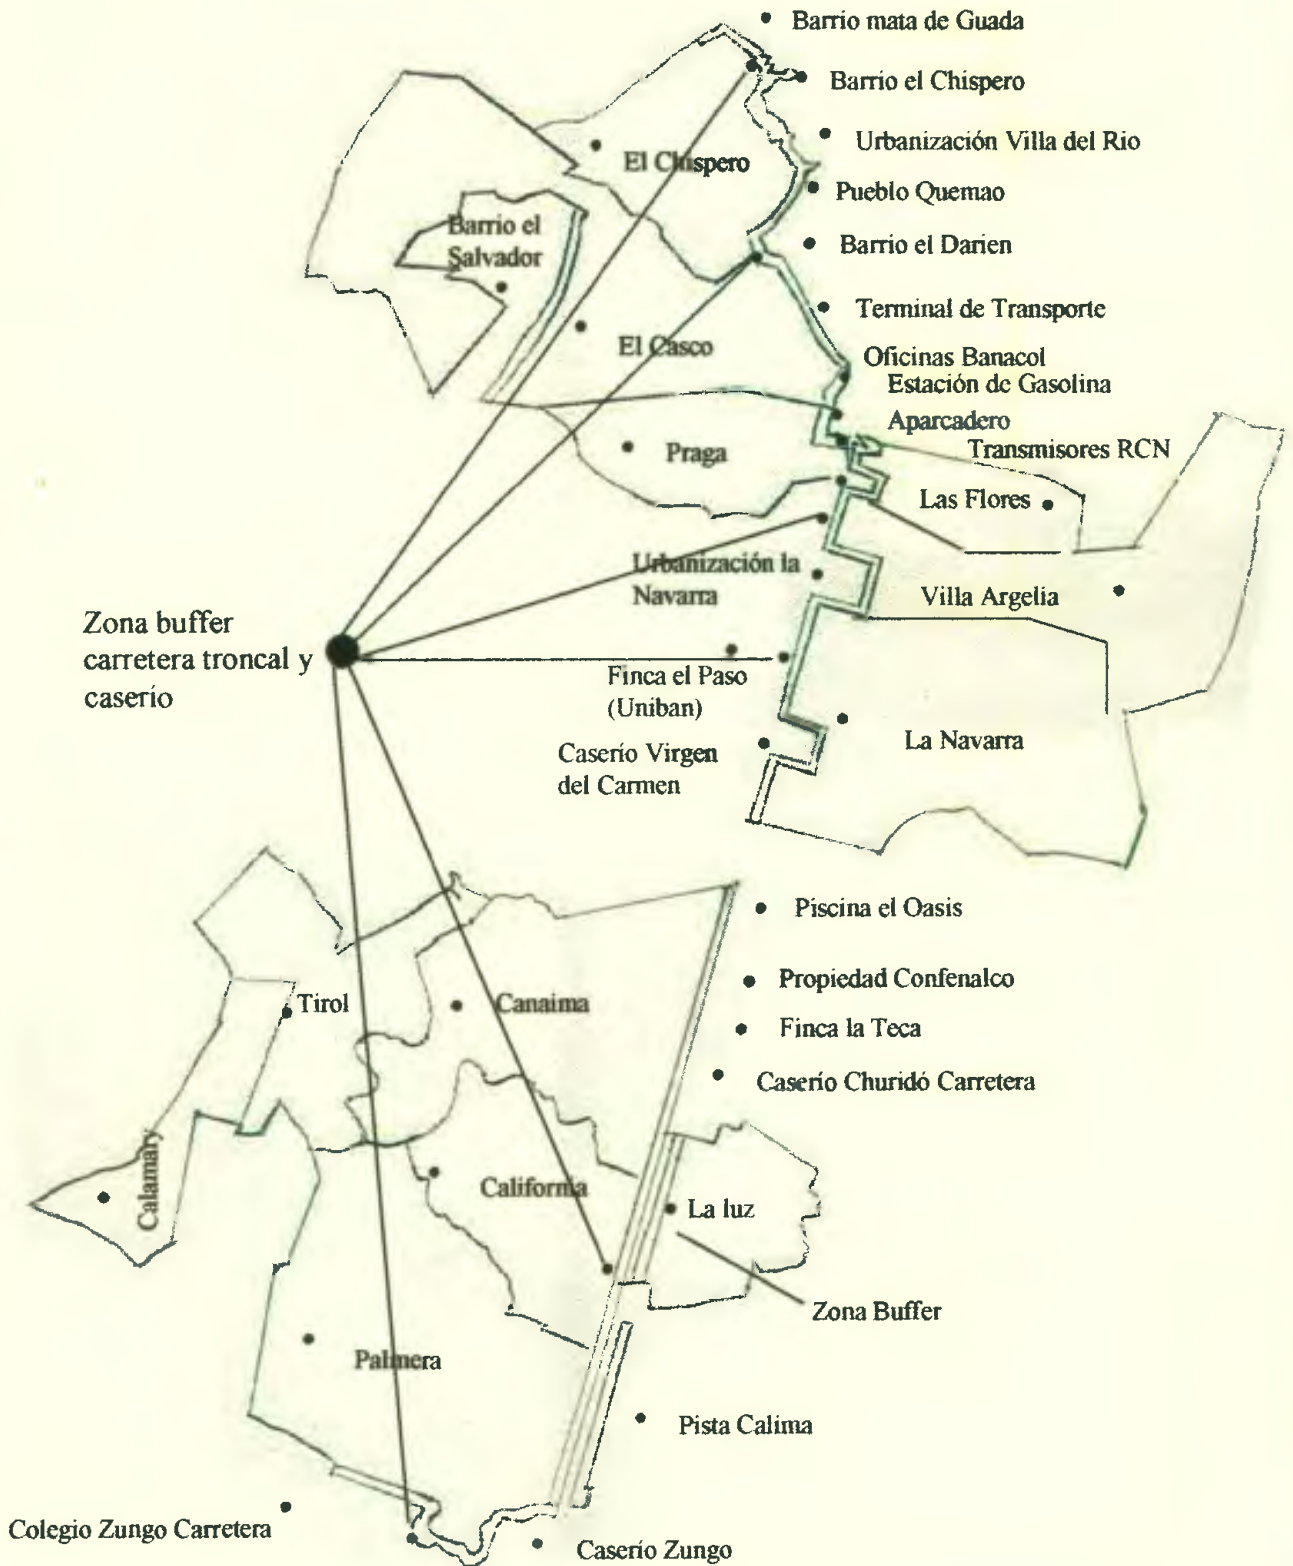 Barrio mata de Guada
Barrio el Chispero
Urbanización Villa del Rio
El Chispero
Pueblo Quemao
Barrio el
Salvador
Barrio el Darien
Terminal de Transporte
El Casco
Oficinas Banacol
Estación de Gasolina
Aparcadero
Praga
Transmisores RCN
Las Flores
Urbanización la
Navarra
Villa Argelia
Zona buffer
carretera troncal y
caserío
Finca el Paso
(Uniban)
La Navarra
Caserío Virgen
del Carmen
Piscina el Oasis
Propiedad Confenalco
Tirol
Canaima
Finca la Teca
Caserío Churidó Carretera
Calamary
California
La luz
Zona Buffer
Palmera
Pista Calima
Colegio Zungo Carretera
Caserío Zungo